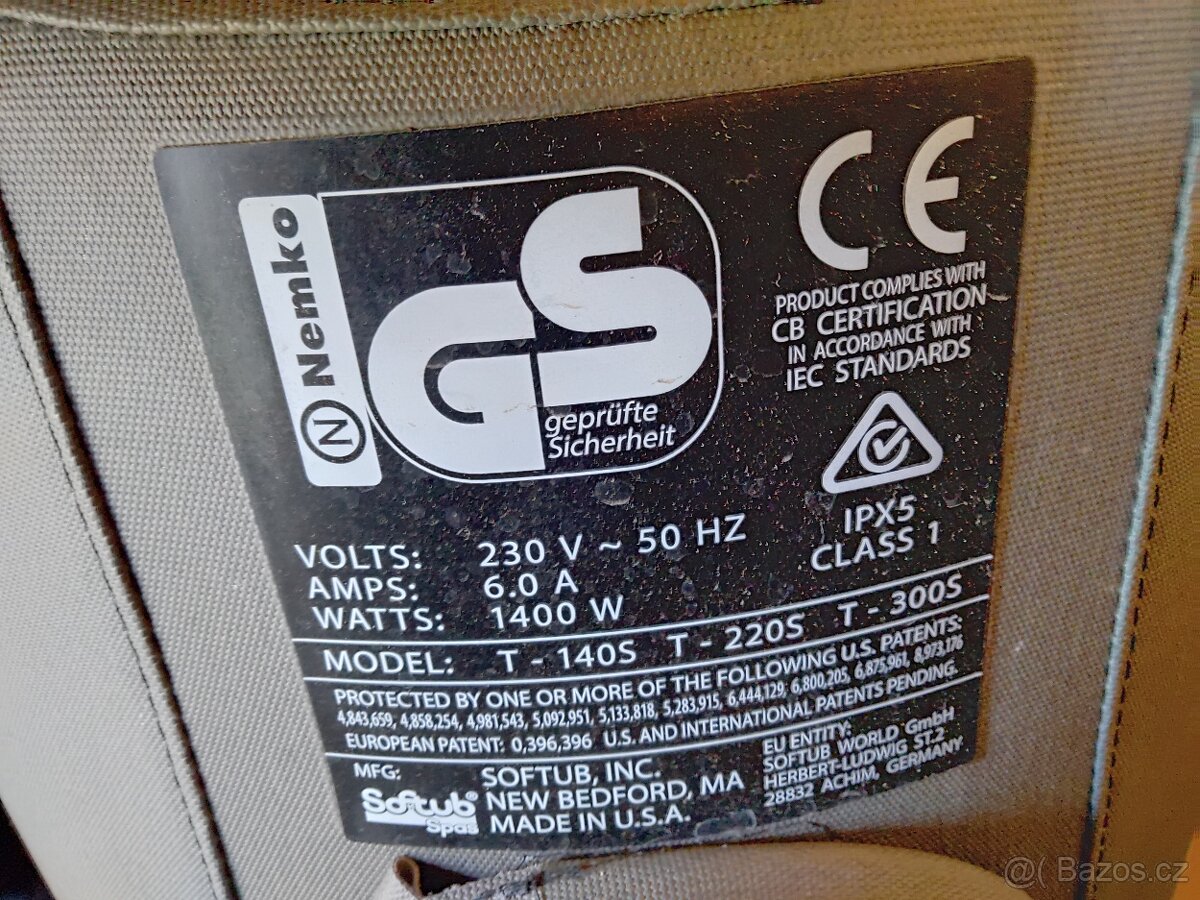 N Nemko
GS
geprüfte
Sicherheit
CE
PRODUCT COMPLIES WITH
CB CERTIFICATION
IN ACCORDANCE WITH
IEC STANDARDS
IPX5
CLASS 1
VOLTS: 230 V ~ 50 HZ
AMPS: 6.0 A
WATTS: 1400 W
MODEL: T - 140S T - 220S T - 300S
PROTECTED BY ONE OR MORE OF THE FOLLOWING U.S. PATENTS:
4,843,659, 4,858,254, 4,981,543, 5,092,951, 5,133,818, 5,283,915, 6,444,129, 6,800,205, 6,875,961, 8,973,176
EUROPEAN PATENT: 0,396,396 U.S. AND INTERNATIONAL PATENTS PENDING.
MFG: SOFTUB, INC.
NEW BEDFORD, MA
MADE IN U.S.A.
Softub®
Spas
EU ENTITY:
SOFTUB WORLD GmbH
HERBERT-LUDWIG ST.2
28832 ACHIM, GERMANY
@( Bazos.cz